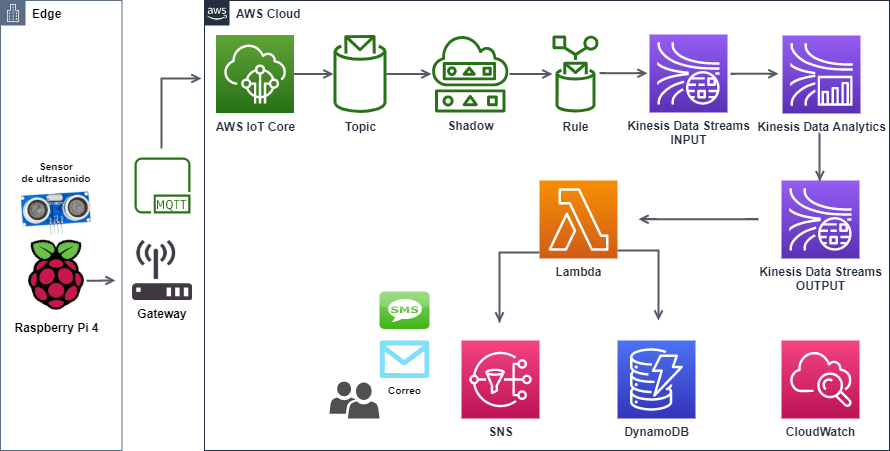 Edge
aws
AWS Cloud
AWS IoT Core
Topic
Shadow
Rule
Kinesis Data Streams
INPUT
Kinesis Data Analytics
Sensor
de ultrasonido
MQTT
Raspberry Pi 4
Gateway
Lambda
Kinesis Data Streams
OUTPUT
SMS
Correo
SNS
DynamoDB
CloudWatch